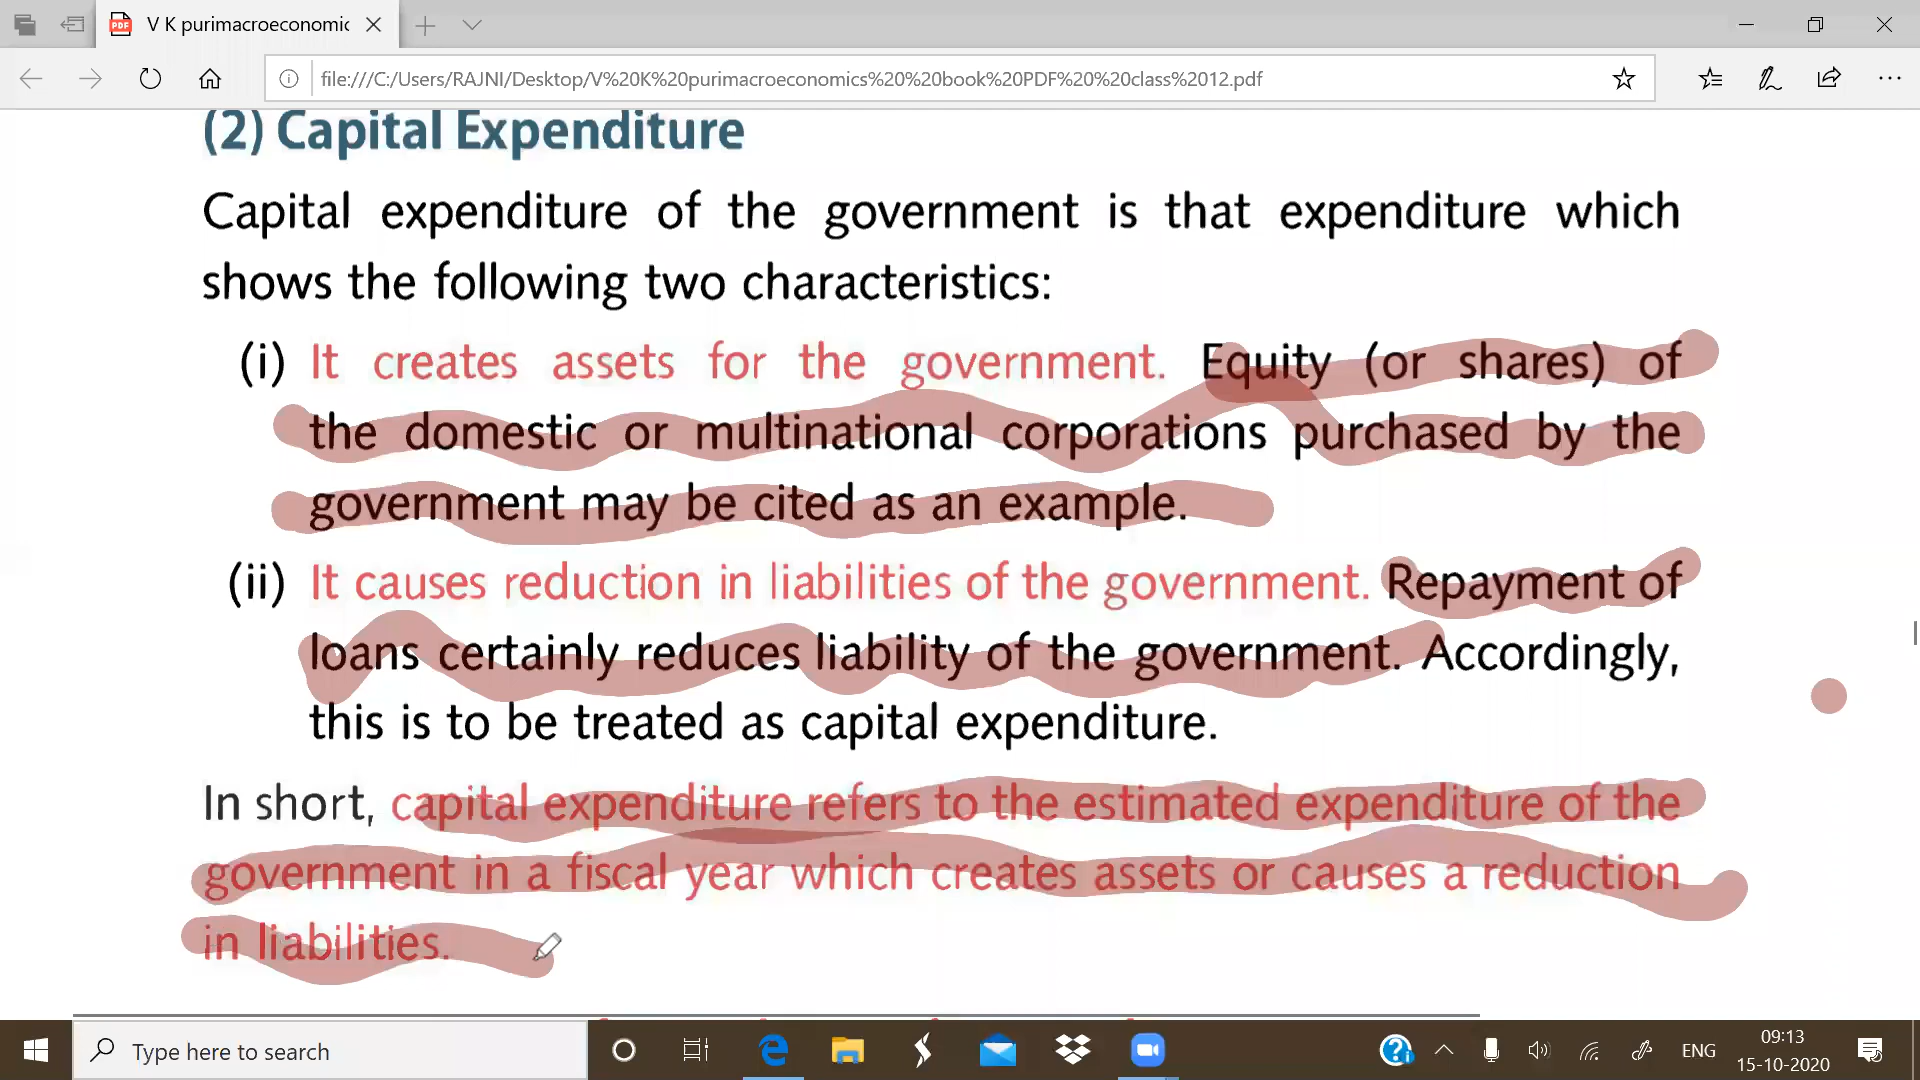 V K purimacroeconomic
file:///C:/Users/RAJNI/Desktop/V%20K%20purimacroeconomics%20%20book%20PDF%20%20class%2012.pdf
(2) Capital Expenditure
Capital expenditure of the government is that expenditure which
shows the following two characteristics:
(i) It creates assets for the government. Equity (or shares) of
the domestic or multinational corporations purchased by the
government may be cited as an example.
(ii) It causes reduction in liabilities of the government. Repayment of
loans certainly reduces liability of the government. Accordingly,
this is to be treated as capital expenditure.
In short, capital expenditure refers to the estimated expenditure of the
government in a fiscal year which creates assets or causes a reduction
in liabilities.
Type here to search
ENG
09:13
15-10-2020